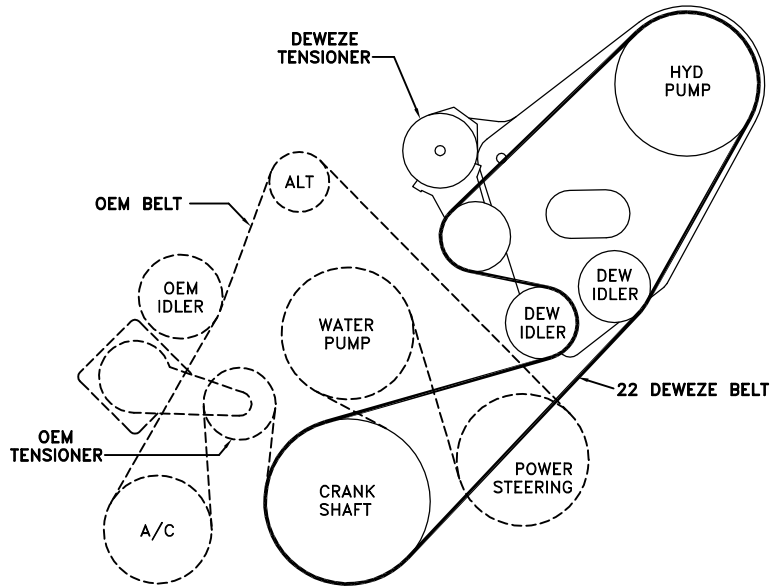 DEWEZE
TENSIONER
HYD
PUMP
ALT
OEM BELT
OEM
IDLER
WATER
PUMP
DEW
IDLER
DEW
IDLER
22 DEWEZE BELT
OEM
TENSIONER
POWER
STEERING
CRANK
SHAFT
A/C